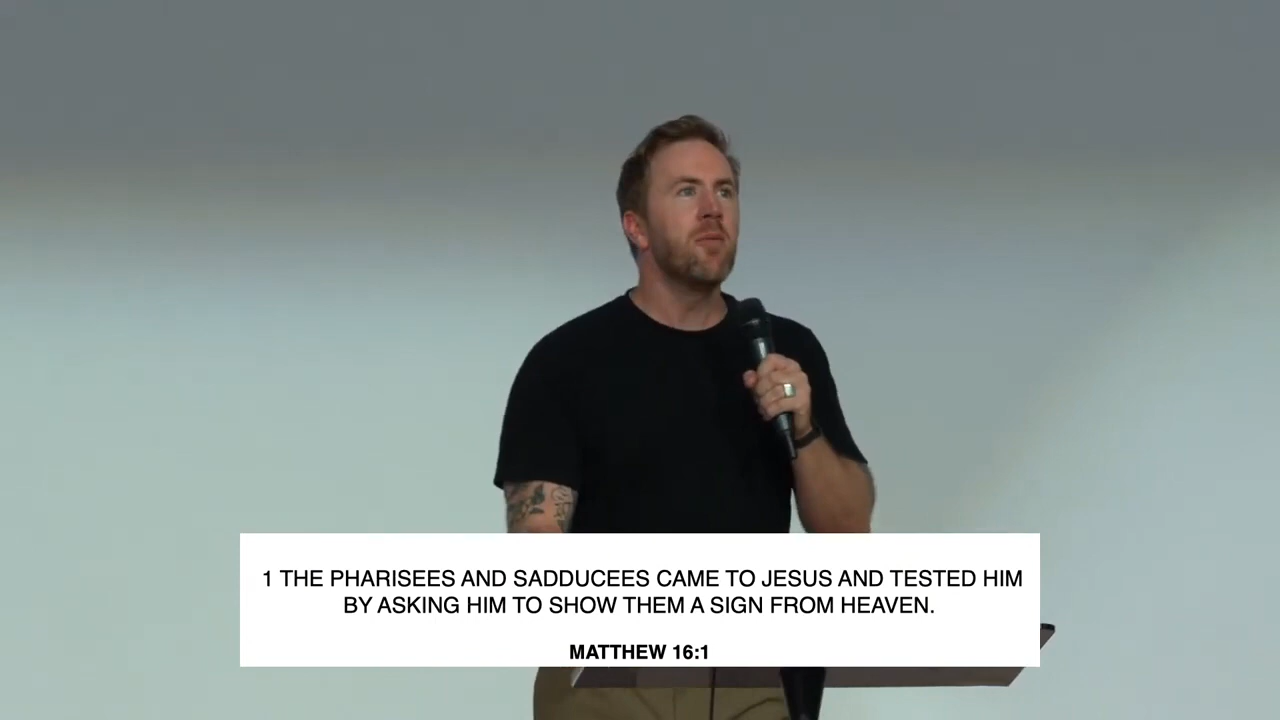 1 THE PHARISEES AND SADDUCEES CAME TO JESUS AND TESTED HIM
BY ASKING HIM TO SHOW THEM A SIGN FROM HEAVEN.
MATTHEW 16:1